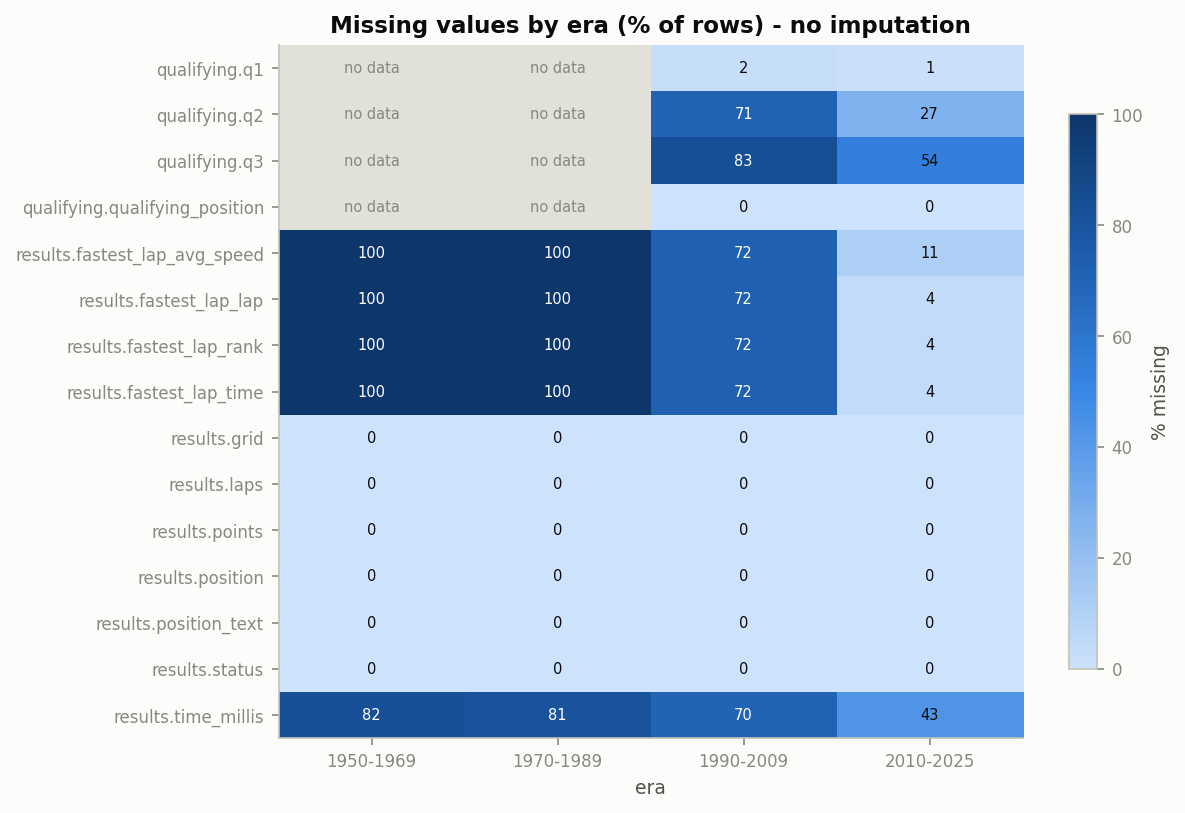 Missing values by era (% of rows) - no imputation
qualifying.q1 no data no data 2 1
qualifying.q2 no data no data 71 27
qualifying.q3 no data no data 83 54
qualifying.qualifying_position no data no data 0 0
results.fastest_lap_avg_speed 100 100 72 11
results.fastest_lap_lap 100 100 72 4
results.fastest_lap_rank 100 100 72 4
results.fastest_lap_time 100 100 72 4
results.grid 0 0 0 0
results.laps 0 0 0 0
results.points 0 0 0 0
results.position 0 0 0 0
results.position_text 0 0 0 0
results.status 0 0 0 0
results.time_millis 82 81 70 43
1950-1969 1970-1989 1990-2009 2010-2025
era
100
80
60
40
20
0
% missing